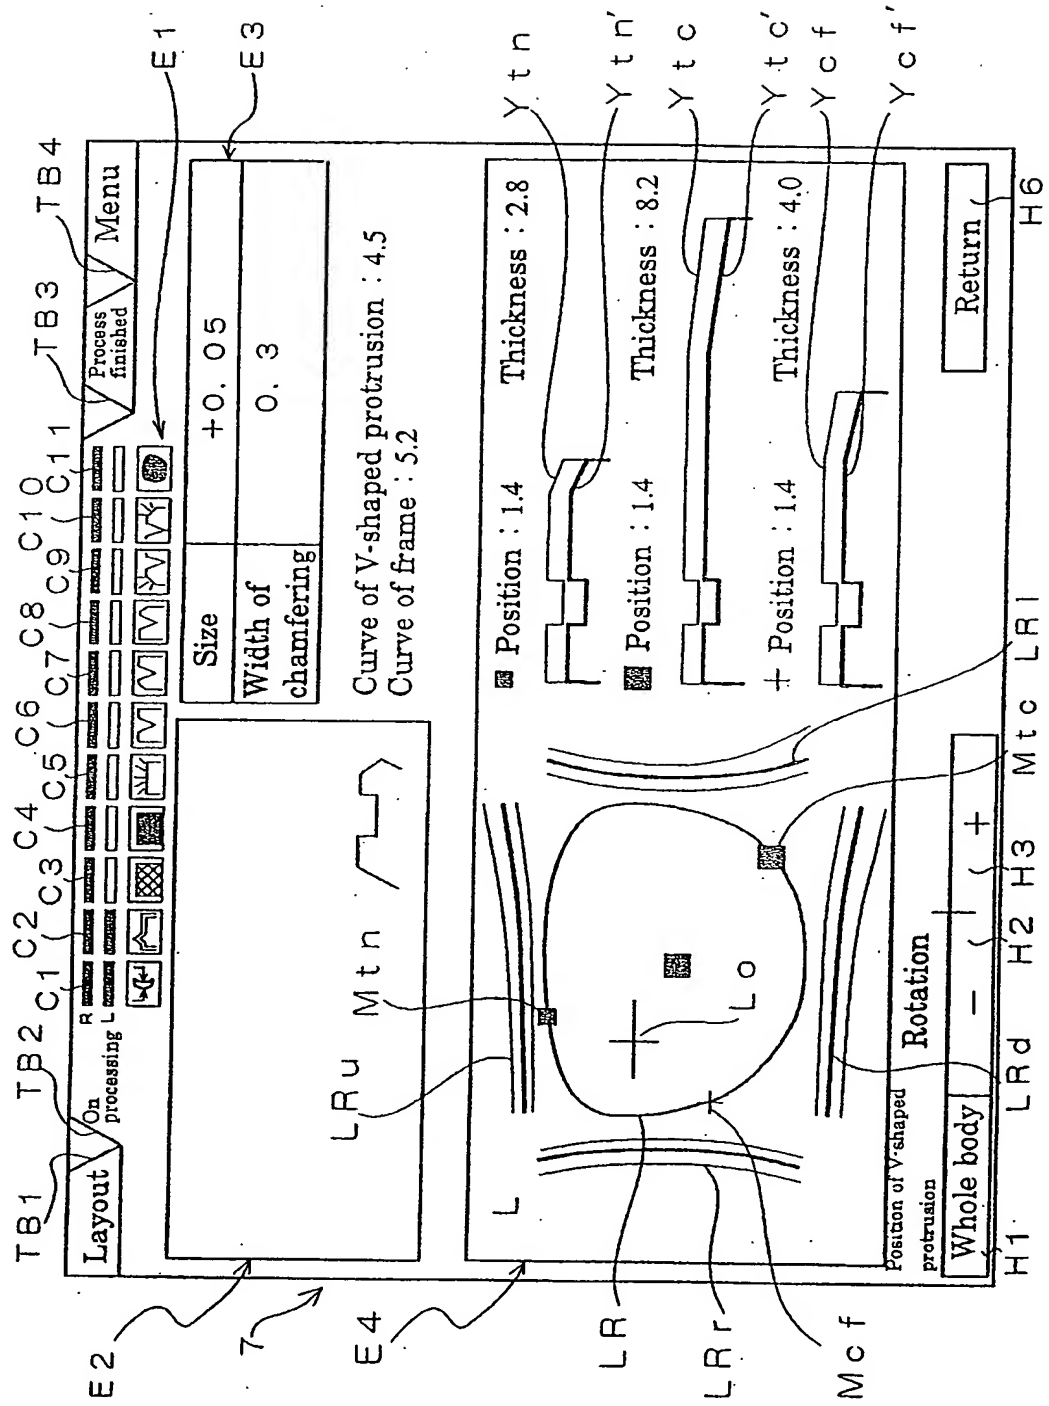 TB1
TB2
C1
C2
C3
C4
C5
C6
C7
C8
C9
C10
C11
TB3
TB4
E1
E3
Layout
On processing
R
L
Process finished
Menu
E2
7
E4
Size
+0. 05
Width of chamfering
0. 3
Curve of V-shaped protrusion : 4.5
Curve of frame : 5.2
LRu
Mtn
L
Lo
Position : 1.4
Thickness : 2.8
Position : 1.4
Thickness : 8.2
+ Position : 1.4
Thickness : 4.0
Ytn
Ytn'
Ytc
Ytc'
Ycf
Ycf'
LR
LRr
Mcf
Position of V-shaped protrusion
Rotation
Whole body
−
+
Return
H1
LRd
H2
H3
Mtc
LRl
H6